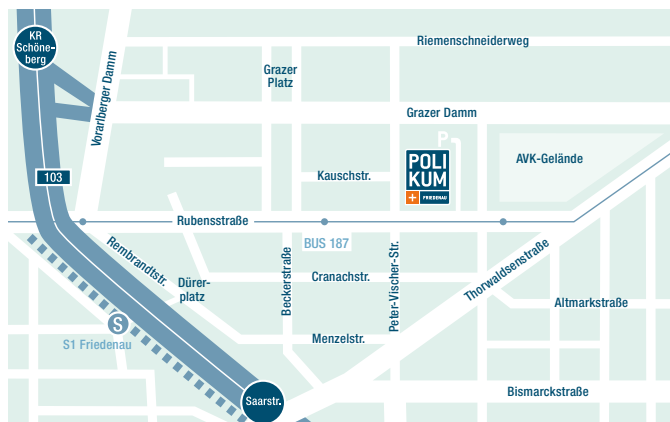 KR
Schöne-
berg
Riemenschneiderweg
Vorarlberger Damm
Grazer
Platz
Grazer Damm
P
POLI
KUM
FRIEDENAU
AVK-Gelände
103
Kauschstr.
Rubensstraße
BUS 187
Rembrandtstr.
Dürer-
platz
Beckerstraße
Cranachstr.
Peter-Vischer-Str.
Thorwaldsenstraße
Altmarkstraße
S
S1 Friedenau
Menzelstr.
Bismarckstraße
Saarstr.